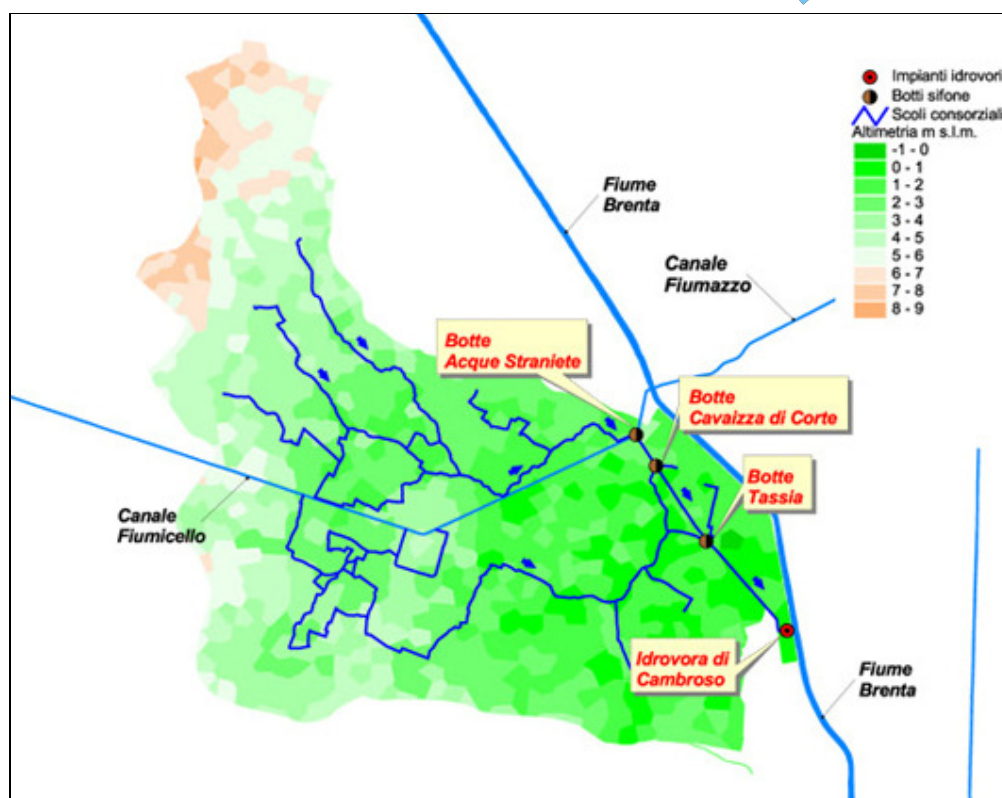 Impianti idrovori
Botti sifone
Scoli consorziali
Altimetria m s.l.m.
-1 - 0
0 - 1
1 - 2
2 - 3
3 - 4
4 - 5
5 - 6
6 - 7
7 - 8
8 - 9
Fiume
Brenta
Canale
Fiumazzo
Botte
Acque Straniete
Botte
Cavaizza di Corte
Botte
Tassia
Canale
Fiumicello
Idrovora di
Cambroso
Fiume
Brenta